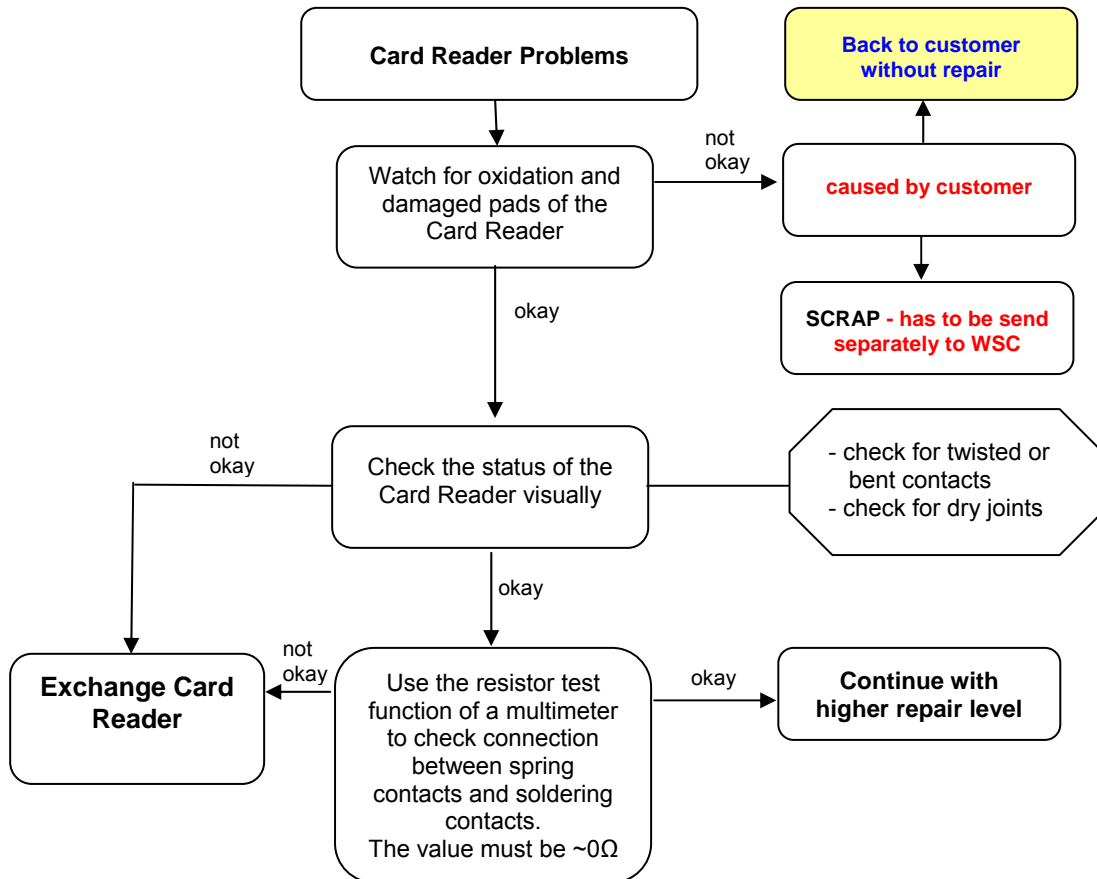 Card Reader Problems
Back to customer
without repair
not
okay
Watch for oxidation and
damaged pads of the
Card Reader
caused by customer
okay
SCRAP - has to be send
separately to WSC
not
okay
Check the status of the
Card Reader visually
- check for twisted or
bent contacts
- check for dry joints
okay
not
okay
Exchange Card
Reader
Use the resistor test
function of a multimeter
to check connection
between spring
contacts and soldering
contacts.
The value must be ~0Ω
okay
Continue with
higher repair level